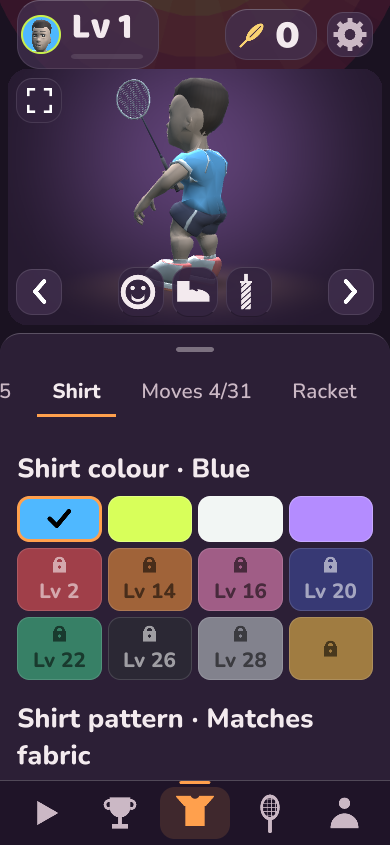 Lv 1
0
5
Shirt
Moves 4/31
Racket
Shirt colour · Blue
Lv 2
Lv 14
Lv 16
Lv 20
Lv 22
Lv 26
Lv 28
Shirt pattern · Matches
fabric